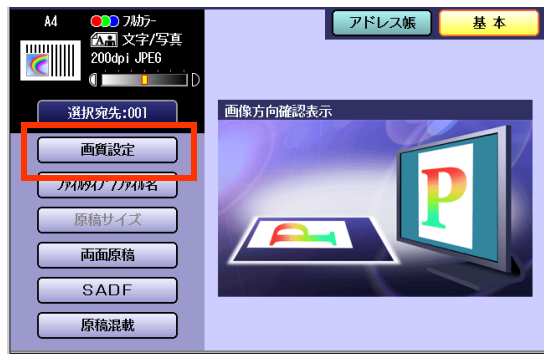 A4 フルカラー
アドレス帳
基本
A 文字/写真
200dpi JPEG
選択宛先:001
画像方向確認表示
画質設定
ファイルタイプ/ファイル名
原稿サイズ
両面原稿
SADF
原稿混載
P
P